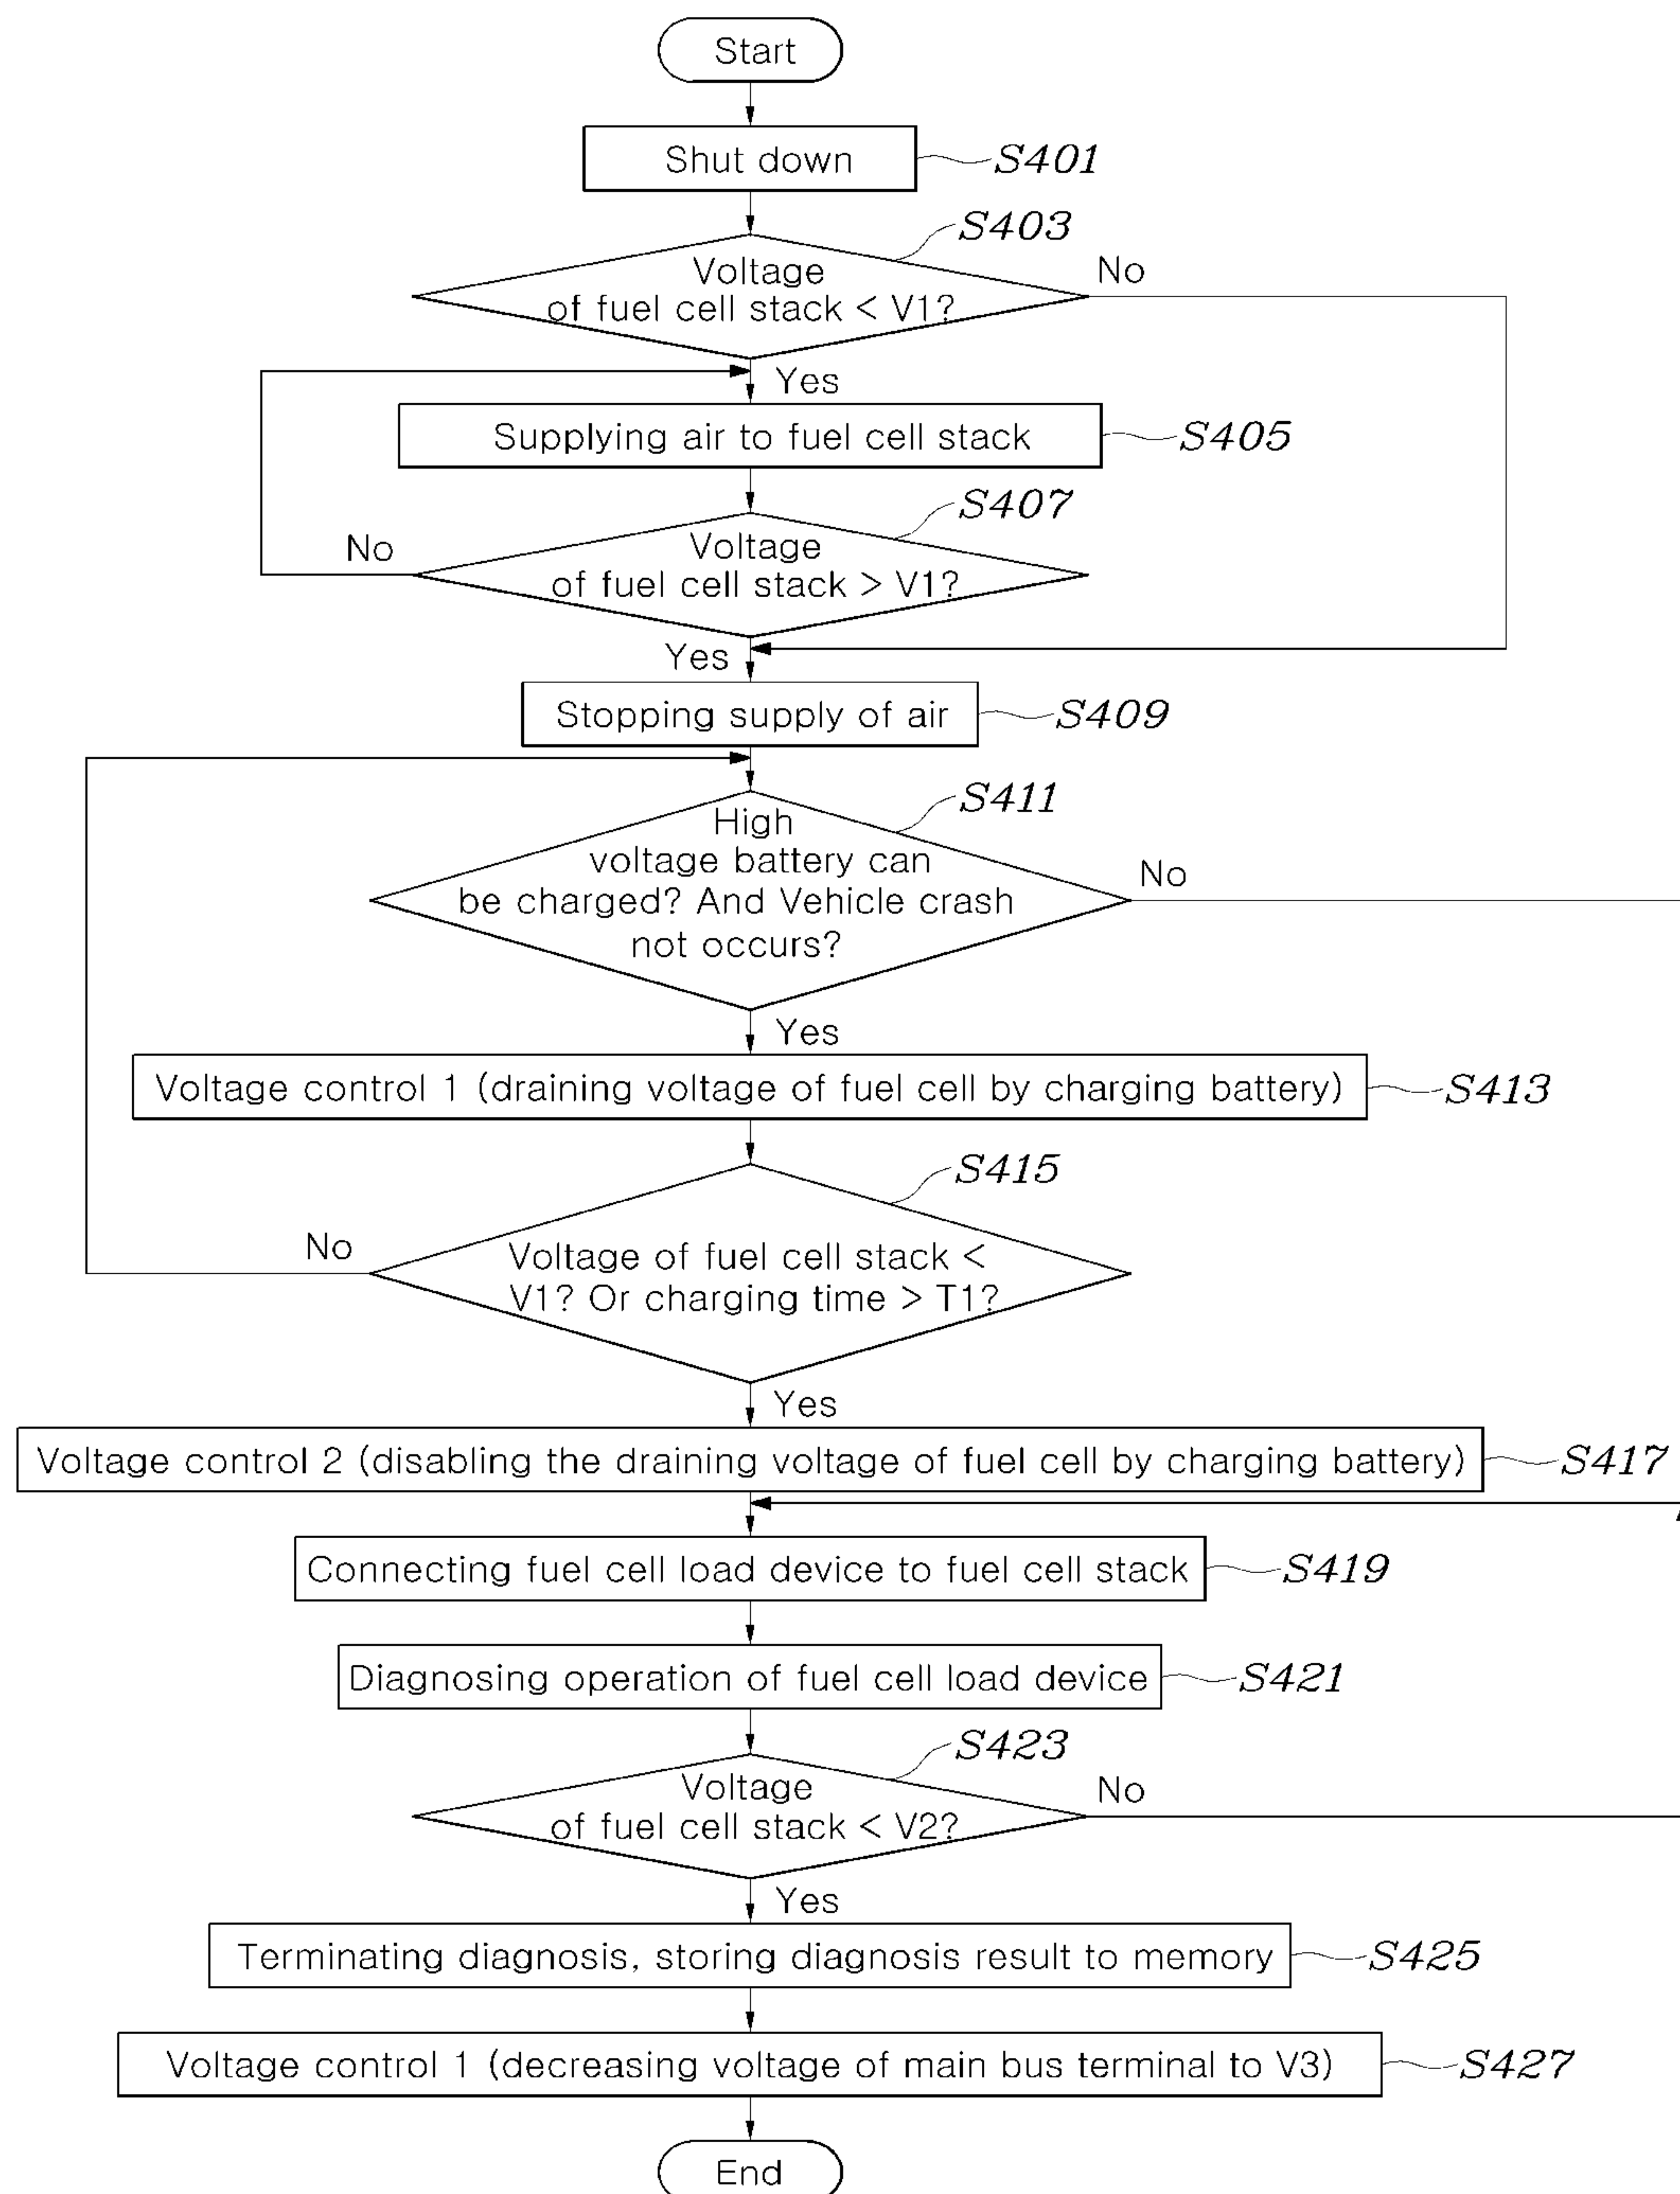 Start
Shut down
S401
S403
Voltage
of fuel cell stack < V1?
No
Yes
Supplying air to fuel cell stack
S405
S407
No
Voltage
of fuel cell stack > V1?
Yes
Stopping supply of air
S409
S411
High
voltage battery can
be charged? And Vehicle crash
not occurs?
No
Yes
Voltage control 1 (draining voltage of fuel cell by charging battery)
S413
S415
No
Voltage of fuel cell stack <
V1? Or charging time > T1?
Yes
Voltage control 2 (disabling the draining voltage of fuel cell by charging battery)
S417
Connecting fuel cell load device to fuel cell stack
S419
Diagnosing operation of fuel cell load device
S421
S423
Voltage
of fuel cell stack < V2?
No
Yes
Terminating diagnosis, storing diagnosis result to memory
S425
Voltage control 1 (decreasing voltage of main bus terminal to V3)
S427
End